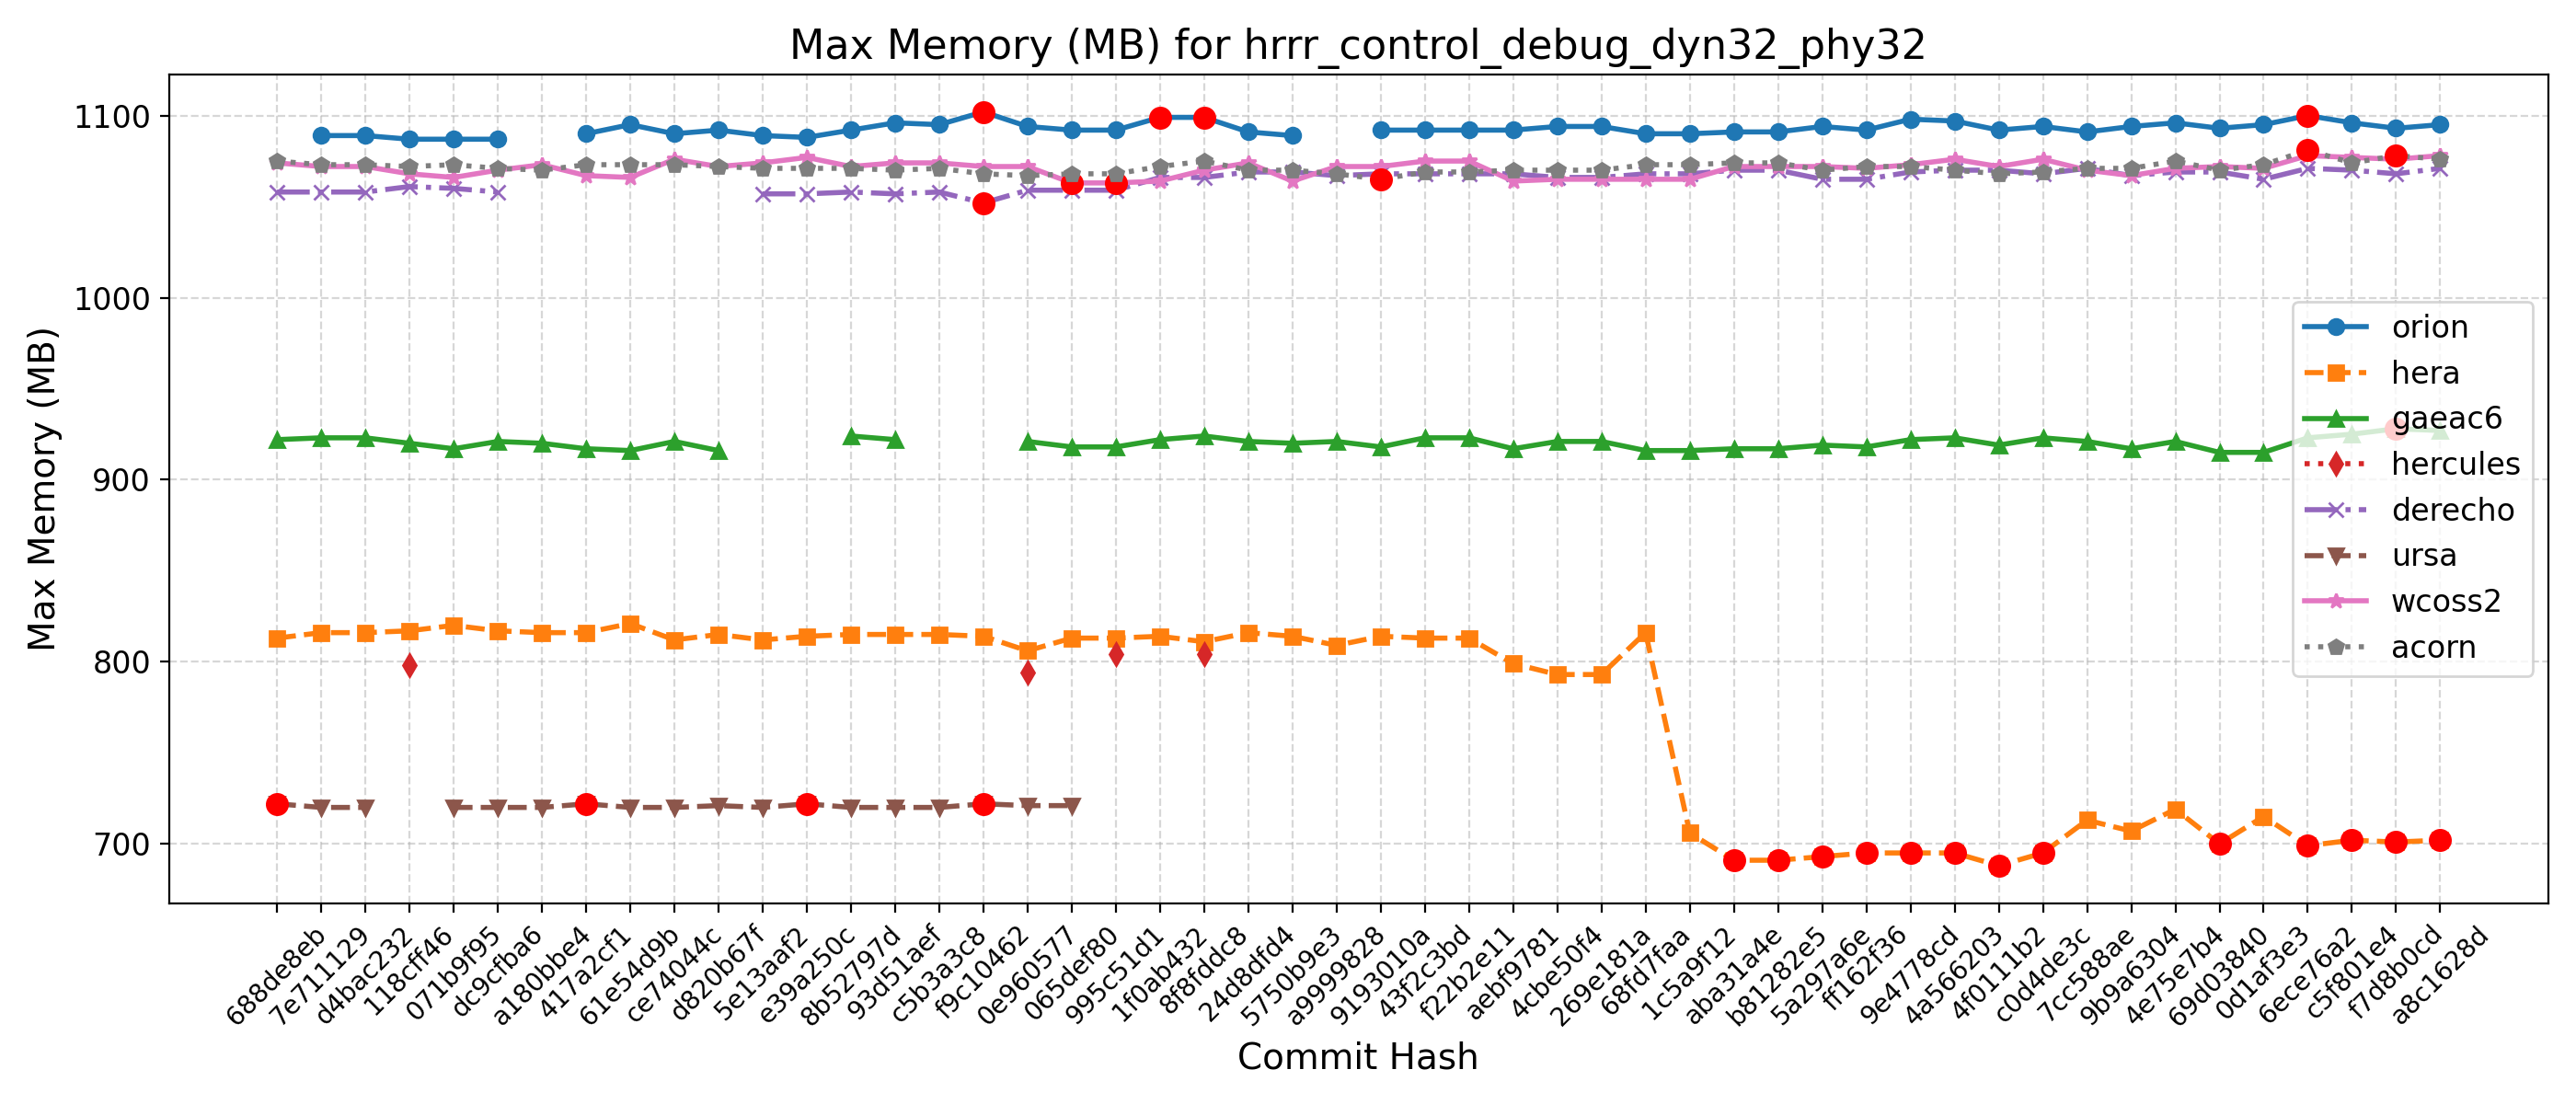 Max Memory (MB) for hrrr_control_debug_dyn32_phy32
Max Memory (MB)
1100
1000
900
800
700
orion
hera
gaeac6
hercules
derecho
ursa
wcoss2
acorn
688de8eb
7e711129
d4bac232
118cff46
071b9f95
dc9cfba6
a180bbe4
417a2cf1
61e54d9b
ce74044c
d820b67f
5e13aaf2
e39a250c
8b52797d
93d51aef
c5b3a3c8
f9c10462
0e960577
065def80
995c51d1
1f0ab432
8f8fddc8
24d8dfd4
5750b9e3
a9999828
9193010a
43f2c3bd
f22b2e11
aebf9781
4cbe50f4
269e181a
68fd7faa
1c5a9f12
aba31a4e
b81282e5
5a297a6e
ff162f36
9e4778cd
4a566203
4f0111b2
c0d4de3c
7cc588ae
9b9a6304
4e75e7b4
69d03840
0d1af3e3
6ece76a2
c5f801e4
f7d8b0cd
a8c1628d
Commit Hash